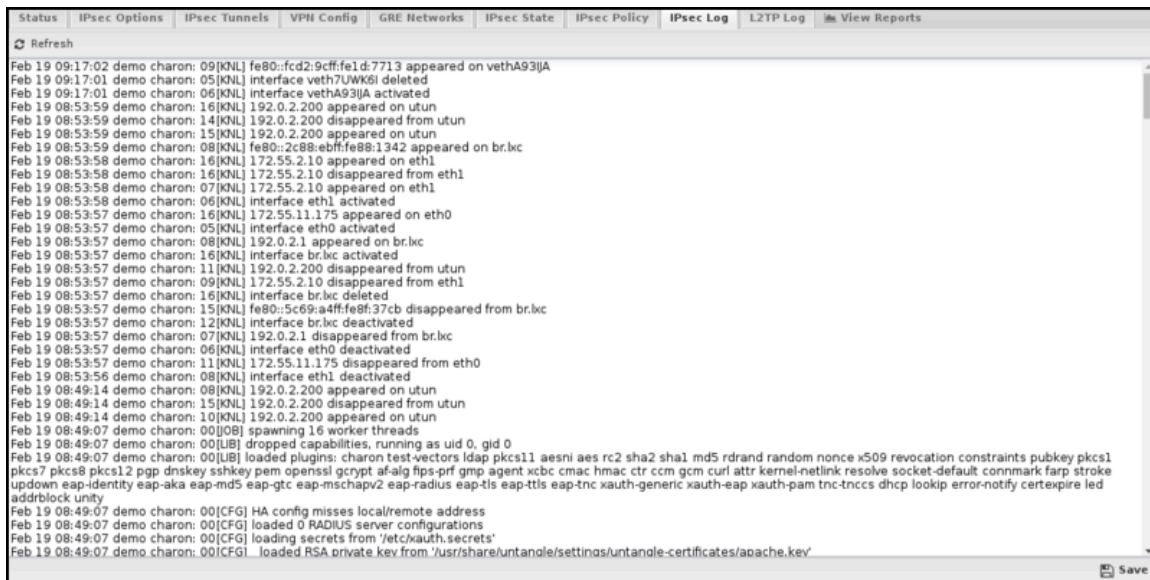 Status IPsec Options IPsec Tunnels VPN Config GRE Networks IPsec State IPsec Policy IPsec Log L2TP Log View Reports
Refresh
Feb 19 09:17:02 demo charon: 09[KNL] fe80::fcd2:9cff:fe1d:7713 appeared on vethA93IJA
Feb 19 09:17:01 demo charon: 05[KNL] interface veth7UWK6I deleted
Feb 19 09:17:01 demo charon: 06[KNL] interface vethA93IJA activated
Feb 19 08:53:59 demo charon: 16[KNL] 192.0.2.200 appeared on utun
Feb 19 08:53:59 demo charon: 14[KNL] 192.0.2.200 disappeared from utun
Feb 19 08:53:59 demo charon: 15[KNL] 192.0.2.200 appeared on utun
Feb 19 08:53:59 demo charon: 08[KNL] fe80::2c88:ebff:fe88:1342 appeared on br.lxc
Feb 19 08:53:58 demo charon: 16[KNL] 172.55.2.10 appeared on eth1
Feb 19 08:53:58 demo charon: 16[KNL] 172.55.2.10 disappeared from eth1
Feb 19 08:53:58 demo charon: 07[KNL] 172.55.2.10 appeared on eth1
Feb 19 08:53:58 demo charon: 06[KNL] interface eth1 activated
Feb 19 08:53:57 demo charon: 16[KNL] 172.55.11.175 appeared on eth0
Feb 19 08:53:57 demo charon: 05[KNL] interface eth0 activated
Feb 19 08:53:57 demo charon: 08[KNL] 192.0.2.1 appeared on br.lxc
Feb 19 08:53:57 demo charon: 16[KNL] interface br.lxc activated
Feb 19 08:53:57 demo charon: 11[KNL] 192.0.2.200 disappeared from utun
Feb 19 08:53:57 demo charon: 09[KNL] 172.55.2.10 disappeared from eth1
Feb 19 08:53:57 demo charon: 16[KNL] interface br.lxc deleted
Feb 19 08:53:57 demo charon: 15[KNL] fe80::5c69:a4ff:fe8f:37cb disappeared from br.lxc
Feb 19 08:53:57 demo charon: 12[KNL] interface br.lxc deactivated
Feb 19 08:53:57 demo charon: 07[KNL] 192.0.2.1 disappeared from br.lxc
Feb 19 08:53:57 demo charon: 06[KNL] interface eth0 deactivated
Feb 19 08:53:57 demo charon: 11[KNL] 172.55.11.175 disappeared from eth0
Feb 19 08:53:56 demo charon: 08[KNL] interface eth1 deactivated
Feb 19 08:49:14 demo charon: 08[KNL] 192.0.2.200 appeared on utun
Feb 19 08:49:14 demo charon: 15[KNL] 192.0.2.200 disappeared from utun
Feb 19 08:49:14 demo charon: 10[KNL] 192.0.2.200 appeared on utun
Feb 19 08:49:07 demo charon: 00[JOB] spawning 16 worker threads
Feb 19 08:49:07 demo charon: 00[LIB] dropped capabilities, running as uid 0, gid 0
Feb 19 08:49:07 demo charon: 00[LIB] loaded plugins: charon test-vectors ldap pkcs11 aesni aes rc2 sha2 sha1 md5 rdrand random nonce x509 revocation constraints pubkey pkcs1
pkcs7 pkcs8 pkcs12 pgp dnskey sshkey pem openssl gcrypt af-alg fips-prf gmp agent xcbc cmac hmac ctr ccm gcm curl attr kernel-netlink resolve socket-default connmark farp stroke
updown eap-identity eap-aka eap-md5 eap-gtc eap-mschapv2 eap-radius eap-tls eap-ttls eap-tnc xauth-generic xauth-eap xauth-pam tnc-tnccs dhcp lookip error-notify certexpire led
addrblock unity
Feb 19 08:49:07 demo charon: 00[CFG] HA config misses local/remote address
Feb 19 08:49:07 demo charon: 00[CFG] loaded 0 RADIUS server configurations
Feb 19 08:49:07 demo charon: 00[CFG] loading secrets from '/etc/xauth.secrets'
Feb 19 08:49:07 demo charon: 00[CFG] loaded RSA private key from '/usr/share/untangle/settings/untangle-certificates/apache.key'
Save